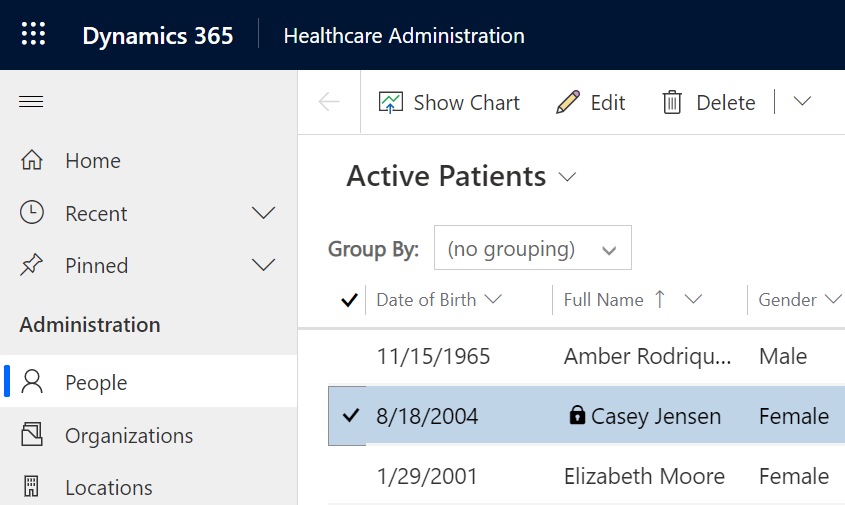 Dynamics 365 Healthcare Administration
Show Chart Edit Delete
Home
Recent
Pinned
Administration
People
Organizations
Locations
Active Patients
Group By: (no grouping)
Date of Birth Full Name Gender
11/15/1965 Amber Rodriqu... Male
8/18/2004 Casey Jensen Female
1/29/2001 Elizabeth Moore Female